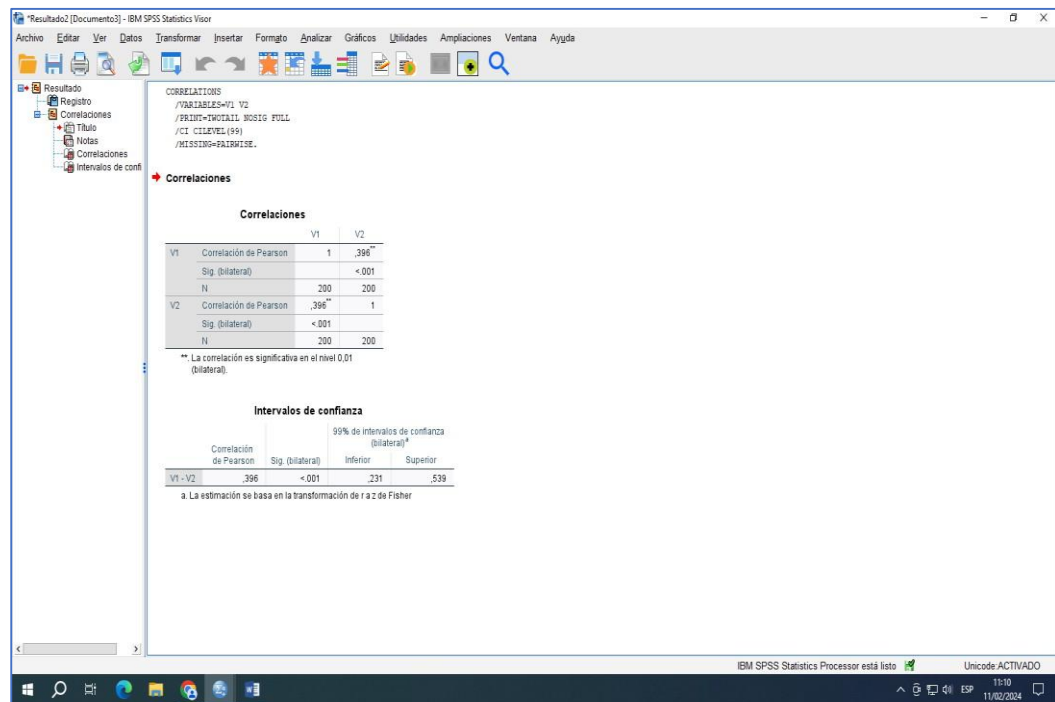 *Resultado2 [Documento3] - IBM SPSS Statistics Visor
Archivo Editar Ver Datos Transformar Insertar Formato Analizar Gráficos Utilidades Ampliaciones Ventana Ayuda
Resultado
Registro
Correlaciones
Título
Notas
Correlaciones
Intervalos de confi
CORRELATIONS
/VARIABLES=V1 V2
/PRINT=TWOTAIL NOSIG FULL
/CI CILEVEL(99)
/MISSING=PAIRWISE.
Correlaciones
Correlaciones
V1 V2
V1 Correlación de Pearson 1 ,396**
Sig. (bilateral) <.001
N 200 200
V2 Correlación de Pearson ,396** 1
Sig. (bilateral) <.001
N 200 200
**. La correlación es significativa en el nivel 0,01
(bilateral).
Intervalos de confianza
99% de intervalos de confianza
(bilateral)a
Correlación
de Pearson Sig. (bilateral) Inferior Superior
V1 - V2 ,396 <.001 ,231 ,539
a. La estimación se basa en la transformación de r a z de Fisher
IBM SPSS Statistics Processor está listo Unicode:ACTIVADO
ESP 11:10
11/02/2024